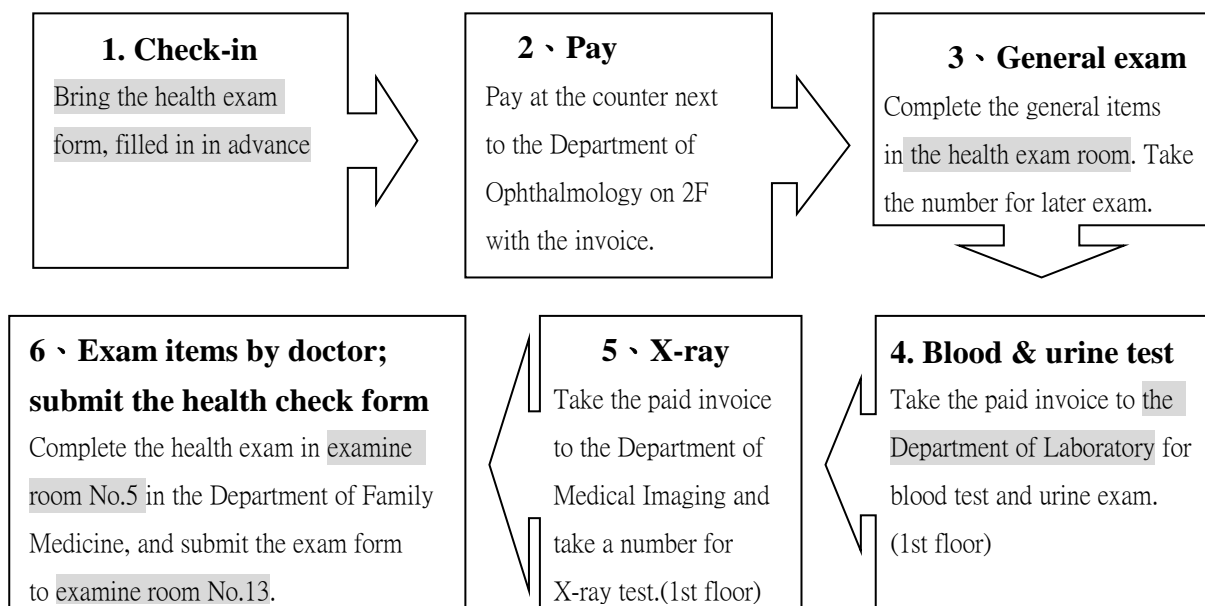 1. Check-in
Bring the health exam
form, filled in in advance
2、Pay
Pay at the counter next
to the Department of
Ophthalmology on 2F
with the invoice.
3、General exam
Complete the general items
in the health exam room. Take
the number for later exam.
4. Blood & urine test
Take the paid invoice to the
Department of Laboratory for
blood test and urine exam.
(1st floor)
5、X-ray
Take the paid invoice
to the Department of
Medical Imaging and
take a number for
X-ray test.(1st floor)
6、Exam items by doctor;
submit the health check form
Complete the health exam in examine
room No.5 in the Department of Family
Medicine, and submit the exam form
to examine room No.13.